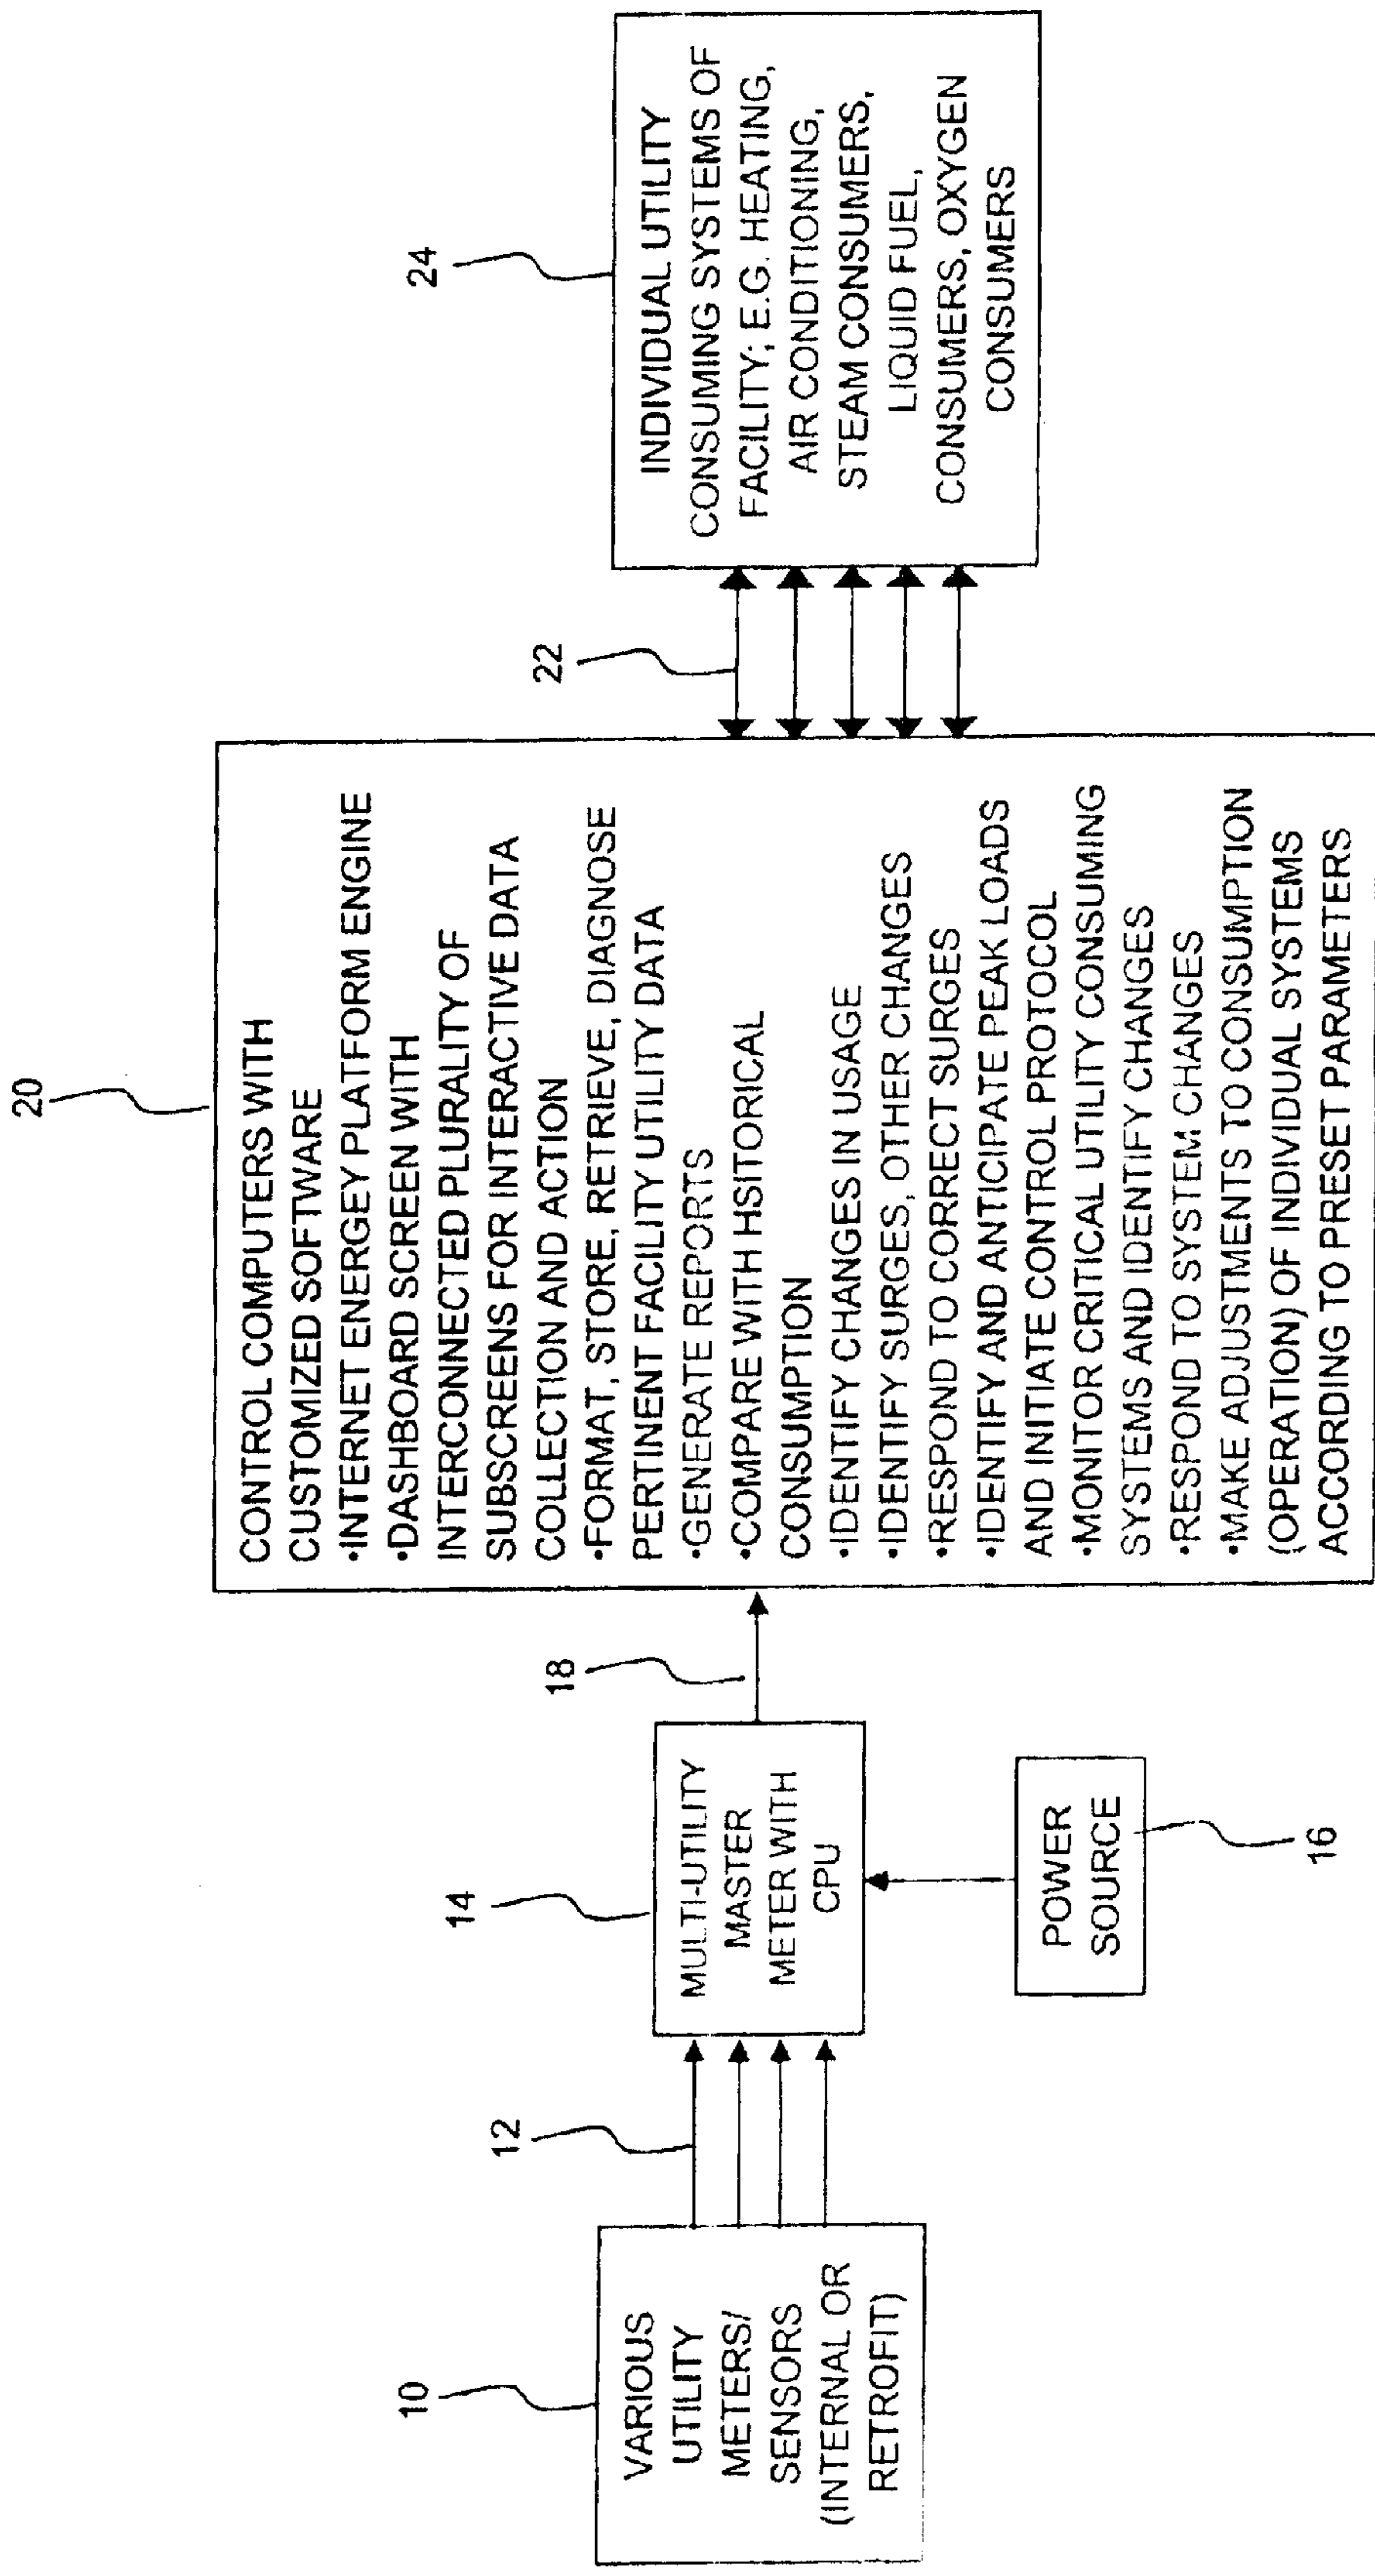 10
VARIOUS
UTILITY
METERS/
SENSORS
(INTERNAL OR
RETROFIT)
12
14
MULTI-UTILITY
MASTER
METER WITH
CPU
POWER
SOURCE
16
18
20
CONTROL COMPUTERS WITH
CUSTOMIZED SOFTWARE
•INTERNET ENERGEY PLATFORM ENGINE
•DASHBOARD SCREEN WITH
INTERCONNECTED PLURALITY OF
SUBSCREENS FOR INTERACTIVE DATA
COLLECTION AND ACTION
•FORMAT, STORE, RETRIEVE, DIAGNOSE
PERTINENT FACILITY UTILITY DATA
•GENERATE REPORTS
•COMPARE WITH HSITORICAL
CONSUMPTION
•IDENTIFY CHANGES IN USAGE
•IDENTIFY SURGES, OTHER CHANGES
•RESPOND TO CORRECT SURGES
•IDENTIFY AND ANTICIPATE PEAK LOADS
AND INITIATE CONTROL PROTOCOL
•MONITOR CRITICAL UTILITY CONSUMING
SYSTEMS AND IDENTIFY CHANGES
•RESPOND TO SYSTEM CHANGES
•MAKE ADJUSTMENTS TO CONSUMPTION
(OPERATION) OF INDIVIDUAL SYSTEMS
ACCORDING TO PRESET PARAMETERS
22
24
INDIVIDUAL UTILITY
CONSUMING SYSTEMS OF
FACILITY; E.G. HEATING,
AIR CONDITIONING,
STEAM CONSUMERS,
LIQUID FUEL,
CONSUMERS, OXYGEN
CONSUMERS